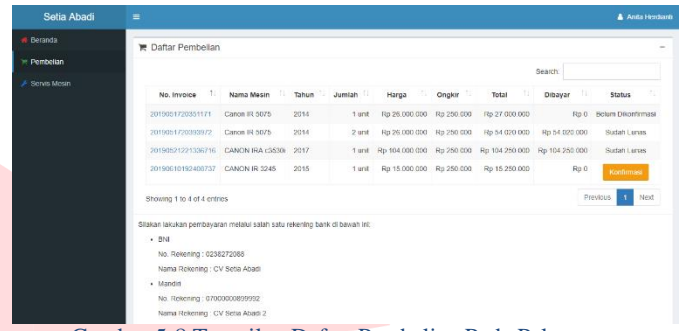 Setia Abadi
Anita Herdianti
Beranda
Pembelian
Servis Mesin
Daftar Pembelian
Search:
No. Invoice Nama Mesin Tahun Jumlah Harga Ongkir Total Dibayar Status
2019051720351171 Canon IR 5075 2014 1 unit Rp 26.000.000 Rp 250.000 Rp 27.000.000 Rp 0 Belum Dikonfirmasi
2019051720393972 Canon IR 5075 2014 2 unit Rp 26.000.000 Rp 250.000 Rp 54.020.000 Rp 54.020.000 Sudah Lunas
20190521221336716 CANON IRA c3530i 2017 1 unit Rp 104.000.000 Rp 250.000 Rp 104.250.000 Rp 104.250.000 Sudah Lunas
20190610192406737 CANON IR 3245 2015 1 unit Rp 15.000.000 Rp 250.000 Rp 15.250.000 Rp 0 Konfirmasi
Showing 1 to 4 of 4 entries
Previous 1 Next
Silakan lakukan pembayaran melalui salah satu rekening bank di bawah ini:
BNI
No. Rekening : 0238272088
Nama Rekening : CV Setia Abadi
Mandiri
No. Rekening : 07000000899992
Nama Rekening : CV Setia Abadi 2